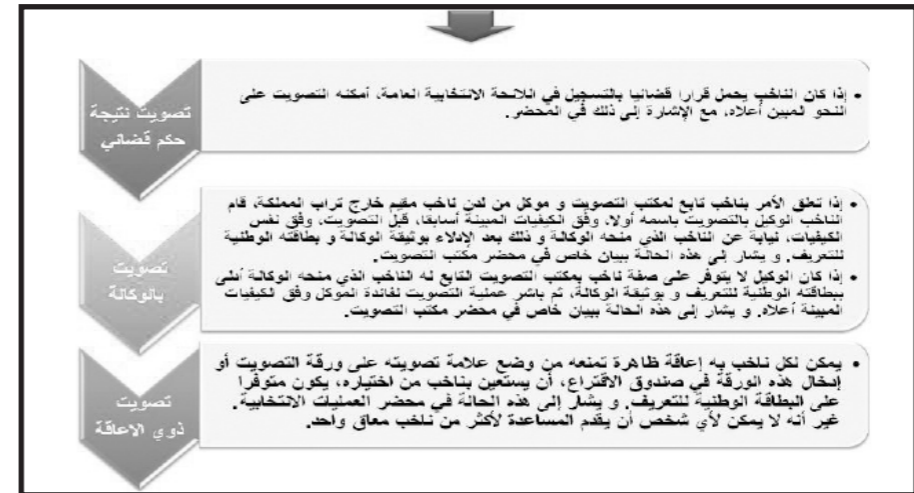 تصويت نتيجة
حكم قضائي
• إذا كان الناخب يحمل قرارا قضائيا بالتسجيل في اللائحة الانتخابية العامة، أمكنه التصويت على
النحو المبين أعلاه، مع الإشارة إلى ذلك في المحضر.
تصويت
بالوكالة
• إذا تعلق الأمر بناخب تابع لمكتب التصويت و موكل من لدن ناخب مقيم خارج تراب المملكة، قام
الناخب الوكيل بالتصويت باسمه أولا، وفق الكيفيات المبينة أسابقا، قبل التصويت، وفق نفس
الكيفيات، نيابة عن الناخب الذي منحه الوكالة و ذلك بعد الإدلاء بوثيقة الوكالة و بطاقته الوطنية
للتعريف. و يشار إلى هذه الحالة ببيان خاص في محضر مكتب التصويت.
• إذا كان الوكيل لا يتوفر على صفة ناخب بمكتب التصويت التابع له الناخب الذي منحه الوكالة أدلى
ببطاقته الوطنية للتعريف و بوثيقة الوكالة، ثم باشر عملية التصويت لفائدة الموكل وفق الكيفيات
المبينة أعلاه. و يشار إلى هذه الحالة ببيان خاص في محضر مكتب التصويت.
تصويت
ذوي الاعاقة
• يمكن لكل ناخب به إعاقة ظاهرة تمنعه من وضع علامة تصويته على ورقة التصويت أو
إدخال هذه الورقة في صندوق الاقتراع، أن يستعين بناخب من اختياره، يكون متوفرا
على البطاقة الوطنية للتعريف. و يشار إلى هذه الحالة في محضر العمليات الانتخابية.
غير أنه لا يمكن لأي شخص أن يقدم المساعدة لأكثر من ناخب معاق واحد.